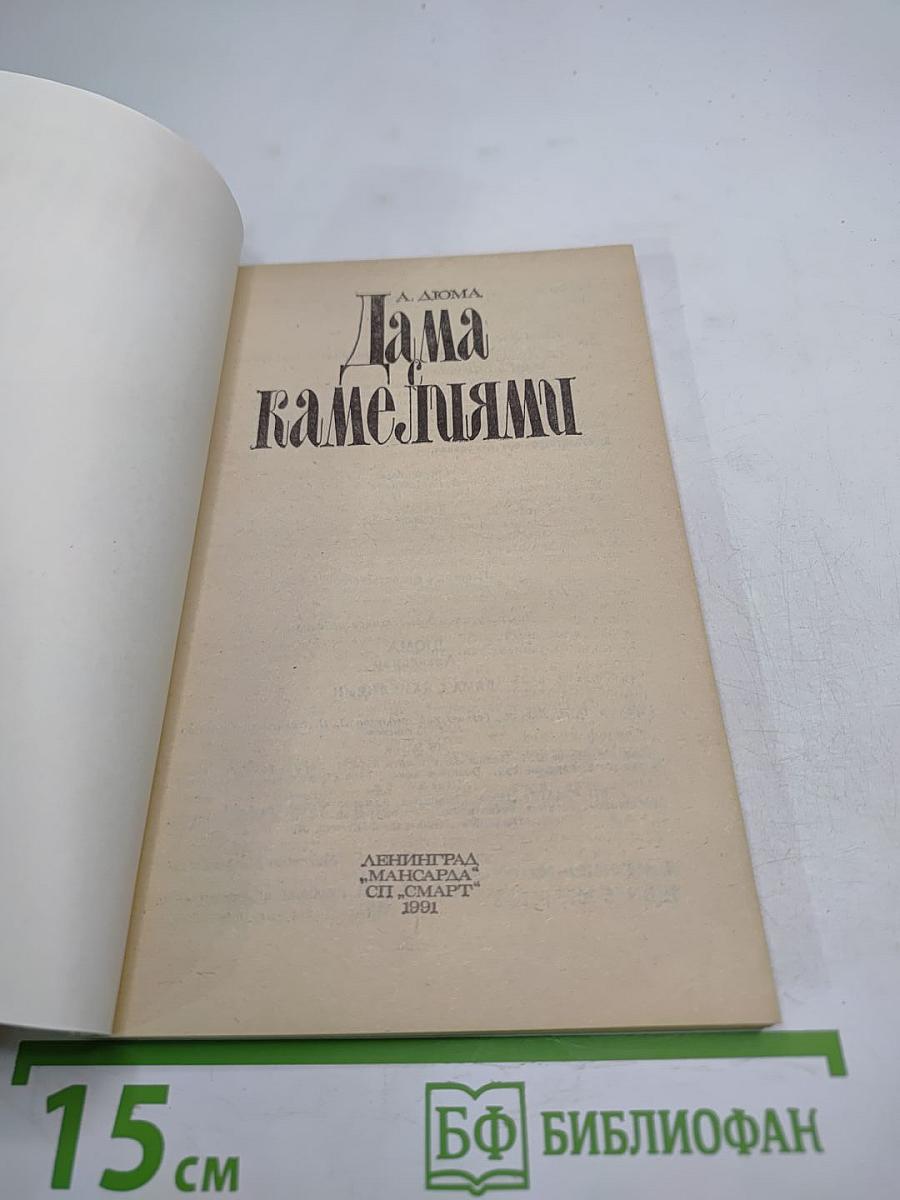 А. ДЮМА
Дама
с
камелиями
ЛЕНИНГРАД
„МАНСАРДА“
СП „СМАРТ“
1991
15 см
БФ БИБЛИОФАН